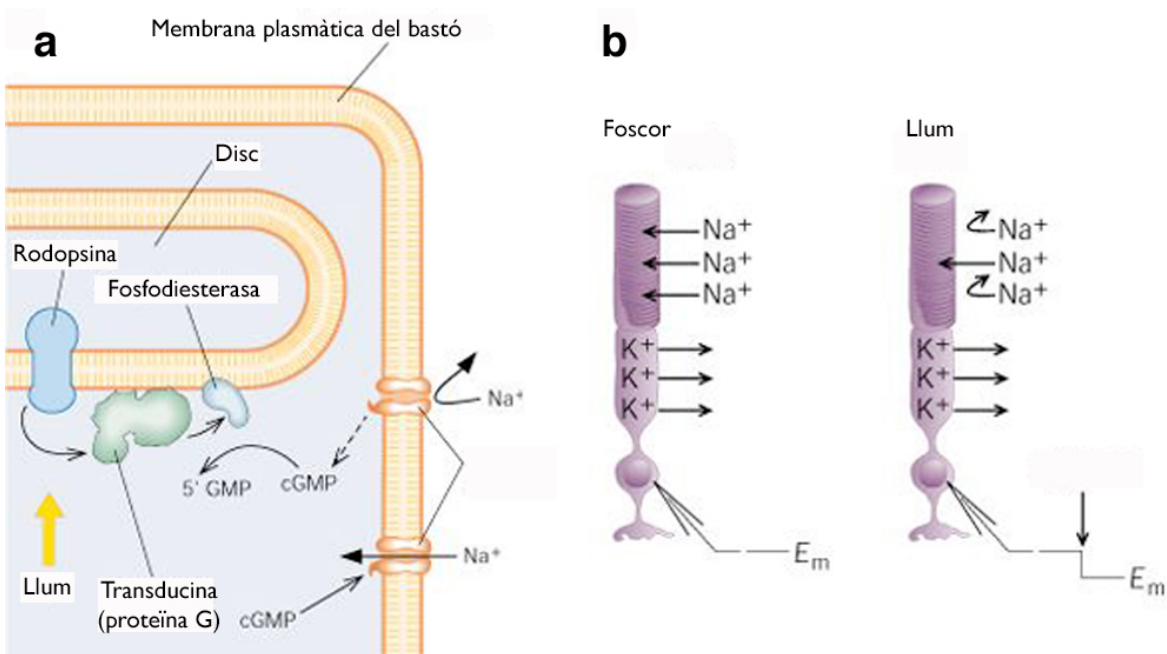 a
Membrana plasmàtica del bastó
Disc
Rodopsina
Fosfodiesterasa
Na⁺
5' GMP
cGMP
Na⁺
Llum
Transducina
(proteïna G)
cGMP
b
Foscor
Llum
Na⁺
Na⁺
Na⁺
K⁺
K⁺
K⁺
Eₘ
Na⁺
Na⁺
Na⁺
K⁺
K⁺
K⁺
Eₘ